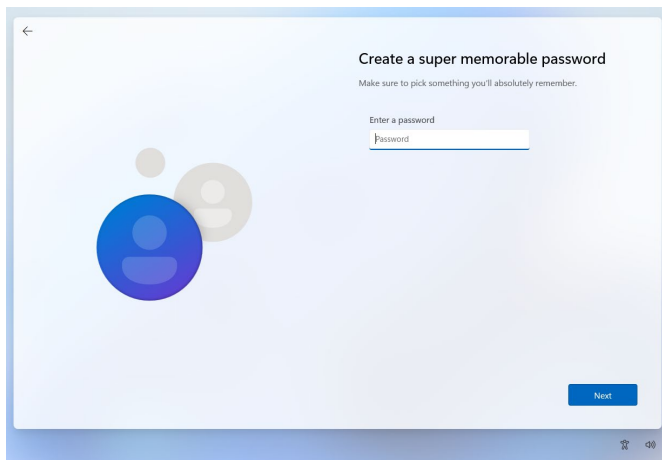 Create a super memorable password
Make sure to pick something you'll absolutely remember.
Enter a password
Password
Next